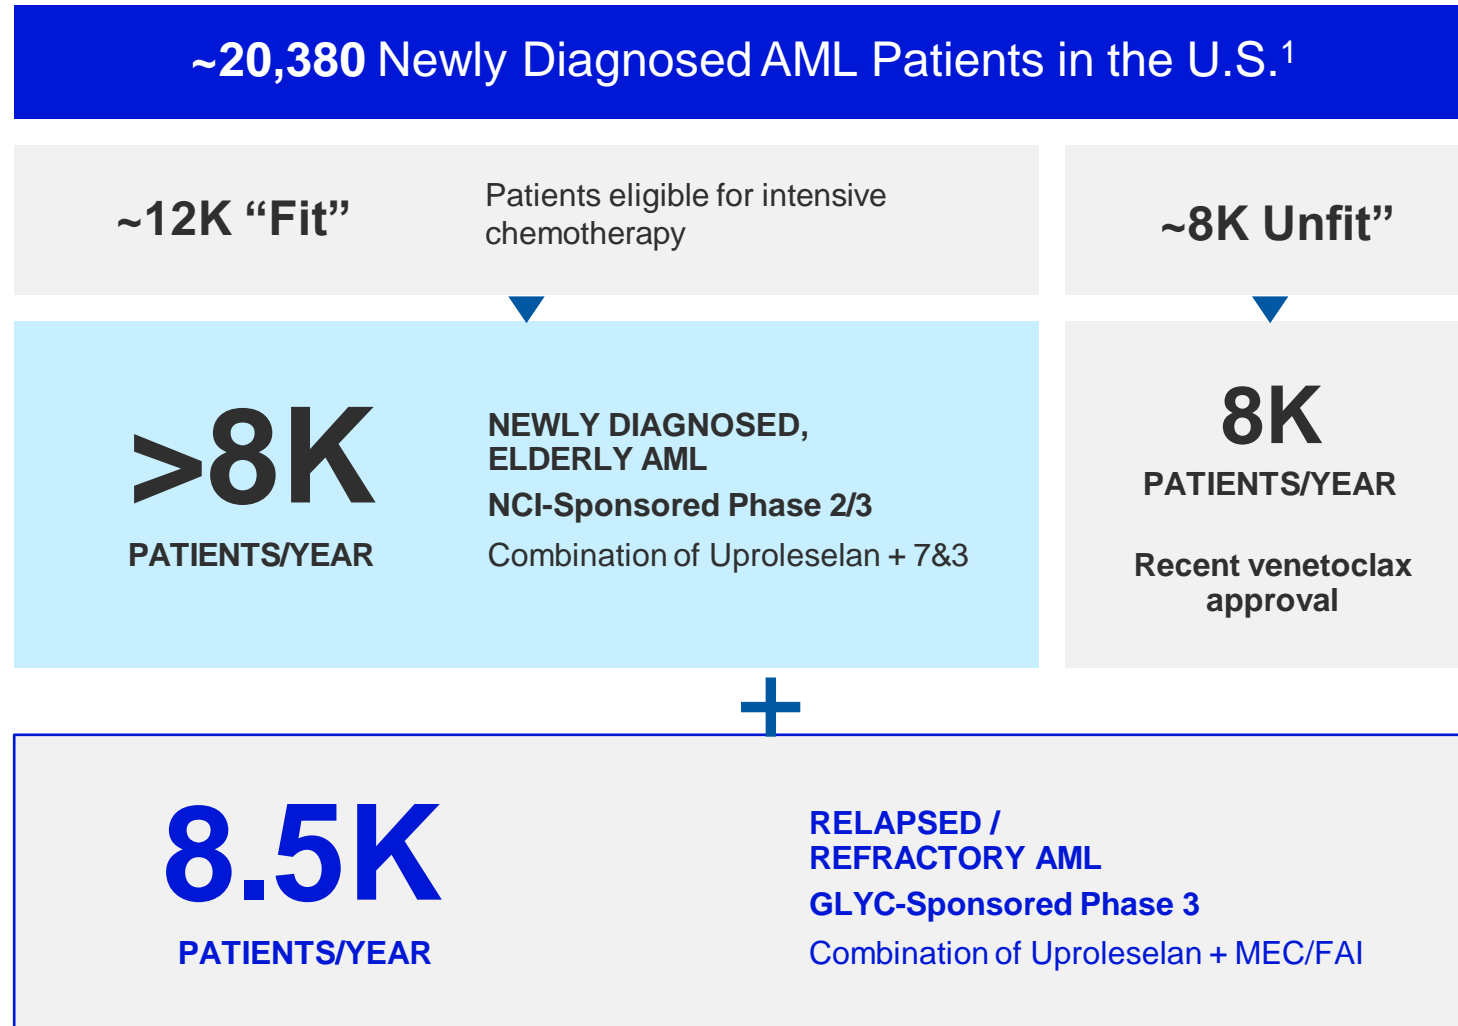 ~20,380 Newly Diagnosed AML Patients in the U.S.¹
~12K “Fit”
Patients eligible for intensive
chemotherapy
~8K Unfit”
>8K
PATIENTS/YEAR
NEWLY DIAGNOSED,
ELDERLY AML
NCI-Sponsored Phase 2/3
Combination of Uproleselan + 7&3
8K
PATIENTS/YEAR
Recent venetoclax
approval
+
8.5K
PATIENTS/YEAR
RELAPSED /
REFRACTORY AML
GLYC-Sponsored Phase 3
Combination of Uproleselan + MEC/FAI